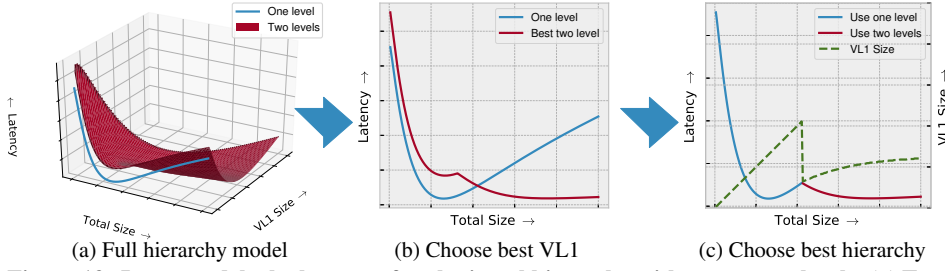 One level
Two levels
← Latency
Total Size →
VL1 Size →
(a) Full hierarchy model
One level
Best two level
Latency →
Total Size →
(b) Choose best VL1
Use one level
Use two levels
VL1 Size
Latency →
VL1 Size →
Total Size →
(c) Choose best hierarchy